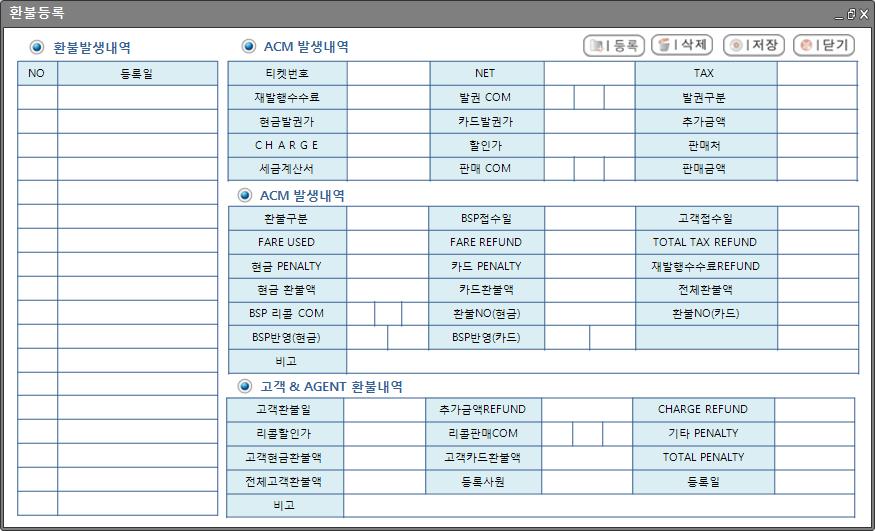 환불등록
환불발생내역
ACM 발생내역
등록 삭제 저장 닫기
NO 등록일
티켓번호 NET TAX
재발행수수료 발권 COM 발권구분
현금발권가 카드발권가 추가금액
C H A R G E 할인가 판매처
세금계산서 판매 COM 판매금액
ACM 발생내역
환불구분 BSP접수일 고객접수일
FARE USED FARE REFUND TOTAL TAX REFUND
현금 PENALTY 카드 PENALTY 재발행수수료REFUND
현금 환불액 카드환불액 전체환불액
BSP 리콜 COM 환불NO(현금) 환불NO(카드)
BSP반영(현금) BSP반영(카드)
비고
고객 & AGENT 환불내역
고객환불일 추가금액REFUND CHARGE REFUND
리콜할인가 리콜판매COM 기타 PENALTY
고객현금환불액 고객카드환불액 TOTAL PENALTY
전체고객환불액 등록사원 등록일
비고